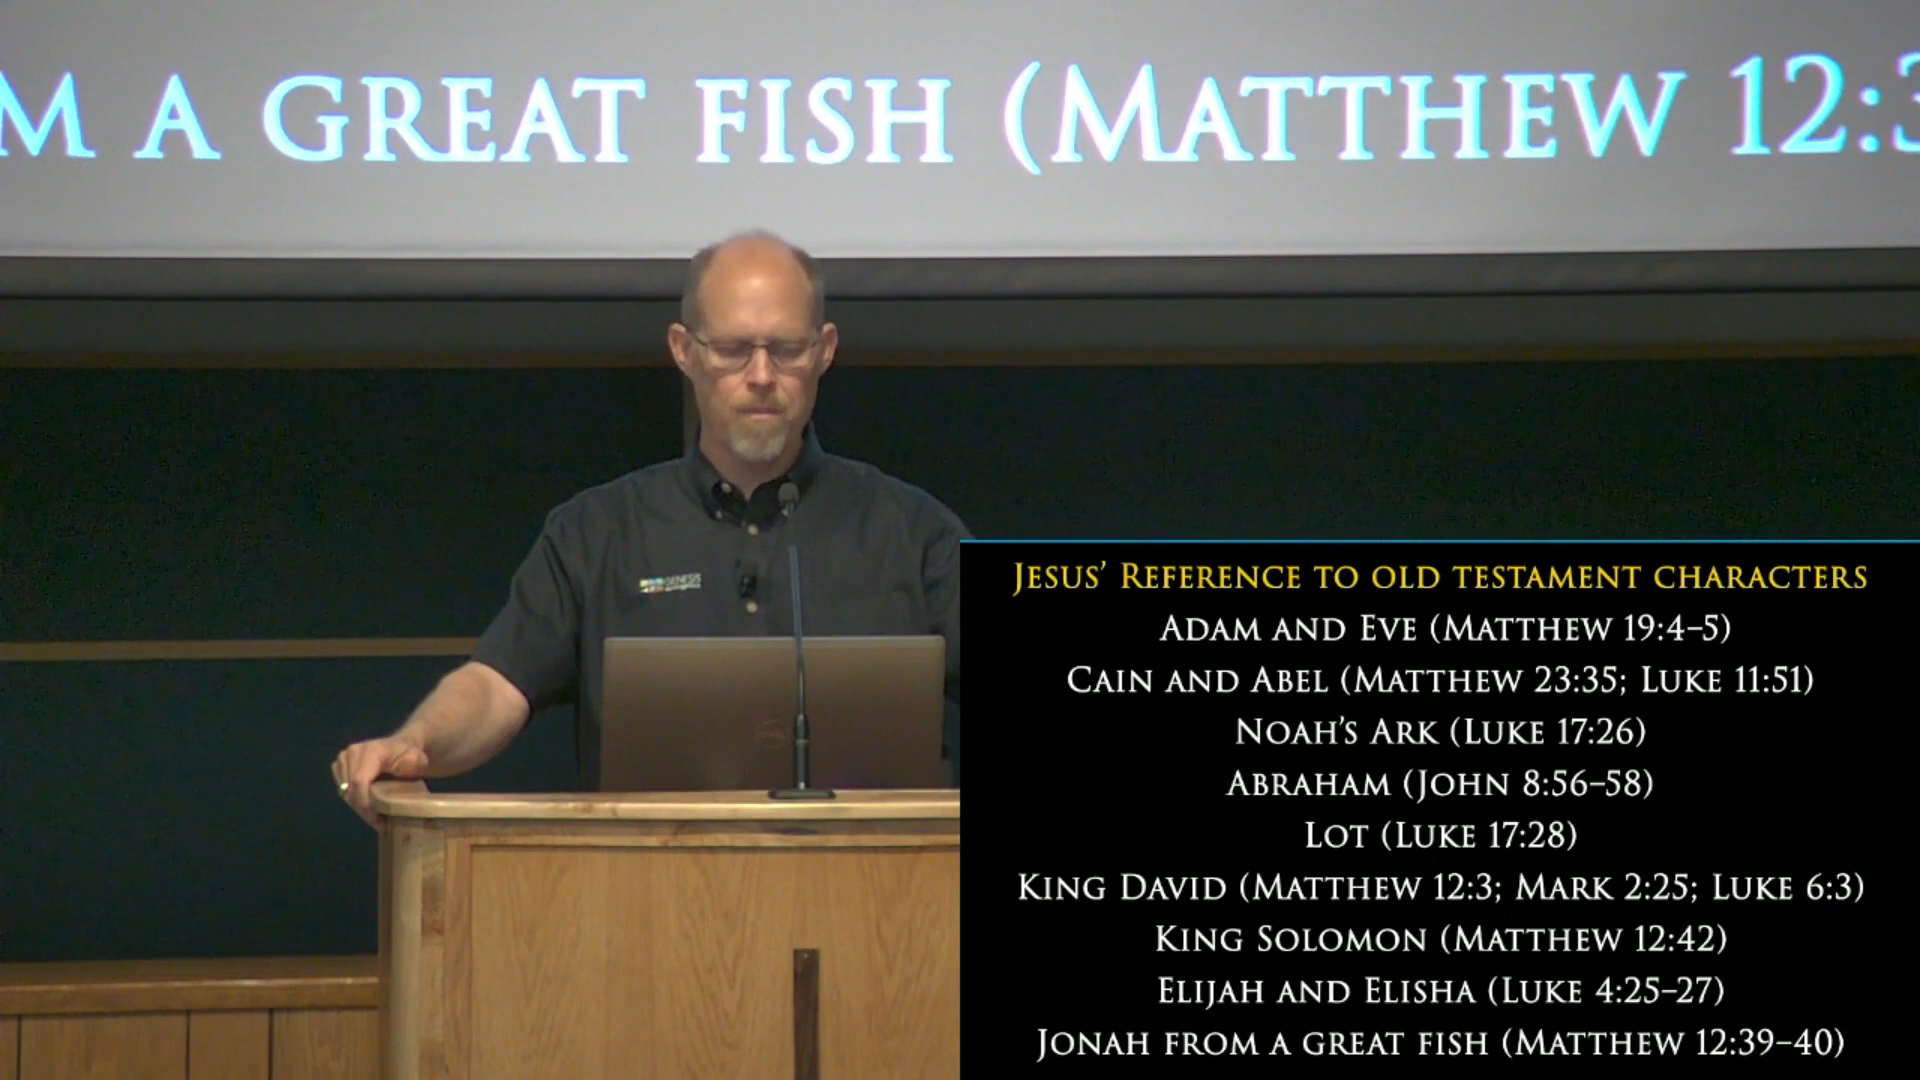 M A GREAT FISH (MATTHEW 12:3
GENESIS
DELL
JESUS’ REFERENCE TO OLD TESTAMENT CHARACTERS
ADAM AND EVE (MATTHEW 19:4–5)
CAIN AND ABEL (MATTHEW 23:35; LUKE 11:51)
NOAH’S ARK (LUKE 17:26)
ABRAHAM (JOHN 8:56–58)
LOT (LUKE 17:28)
KING DAVID (MATTHEW 12:3; MARK 2:25; LUKE 6:3)
KING SOLOMON (MATTHEW 12:42)
ELIJAH AND ELISHA (LUKE 4:25–27)
JONAH FROM A GREAT FISH (MATTHEW 12:39–40)